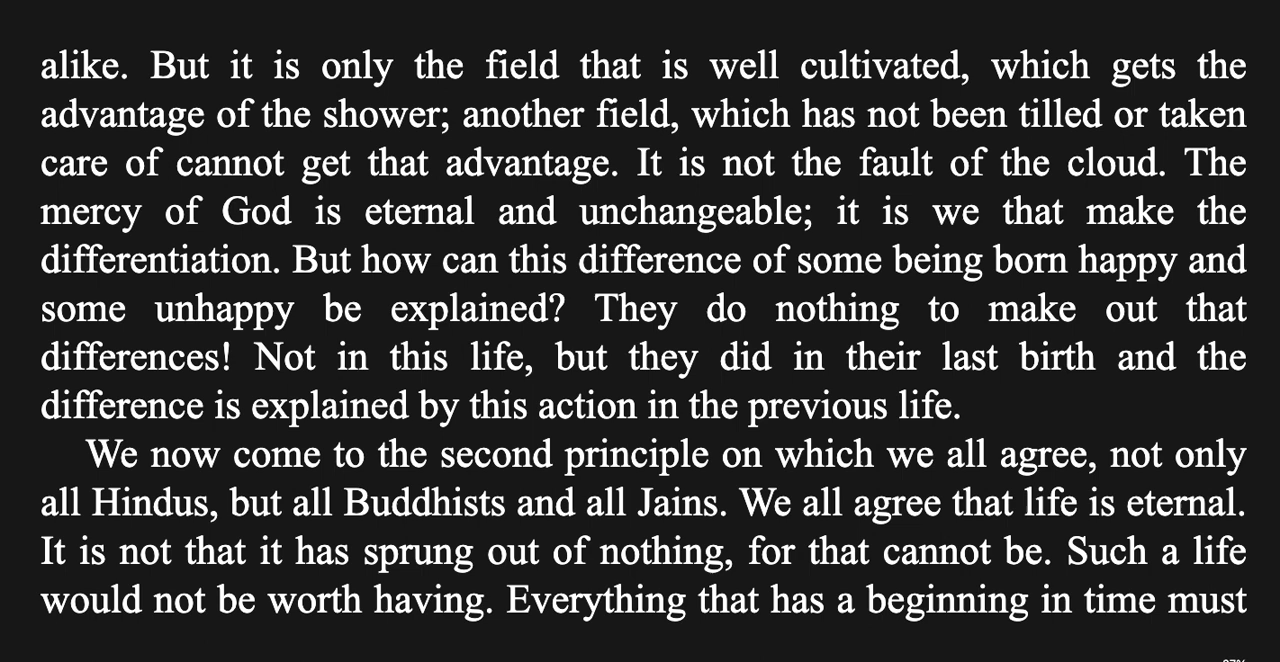 alike. But it is only the field that is well cultivated, which gets the
advantage of the shower; another field, which has not been tilled or taken
care of cannot get that advantage. It is not the fault of the cloud. The
mercy of God is eternal and unchangeable; it is we that make the
differentiation. But how can this difference of some being born happy and
some unhappy be explained? They do nothing to make out that
differences! Not in this life, but they did in their last birth and the
difference is explained by this action in the previous life.
We now come to the second principle on which we all agree, not only
all Hindus, but all Buddhists and all Jains. We all agree that life is eternal.
It is not that it has sprung out of nothing, for that cannot be. Such a life
would not be worth having. Everything that has a beginning in time must